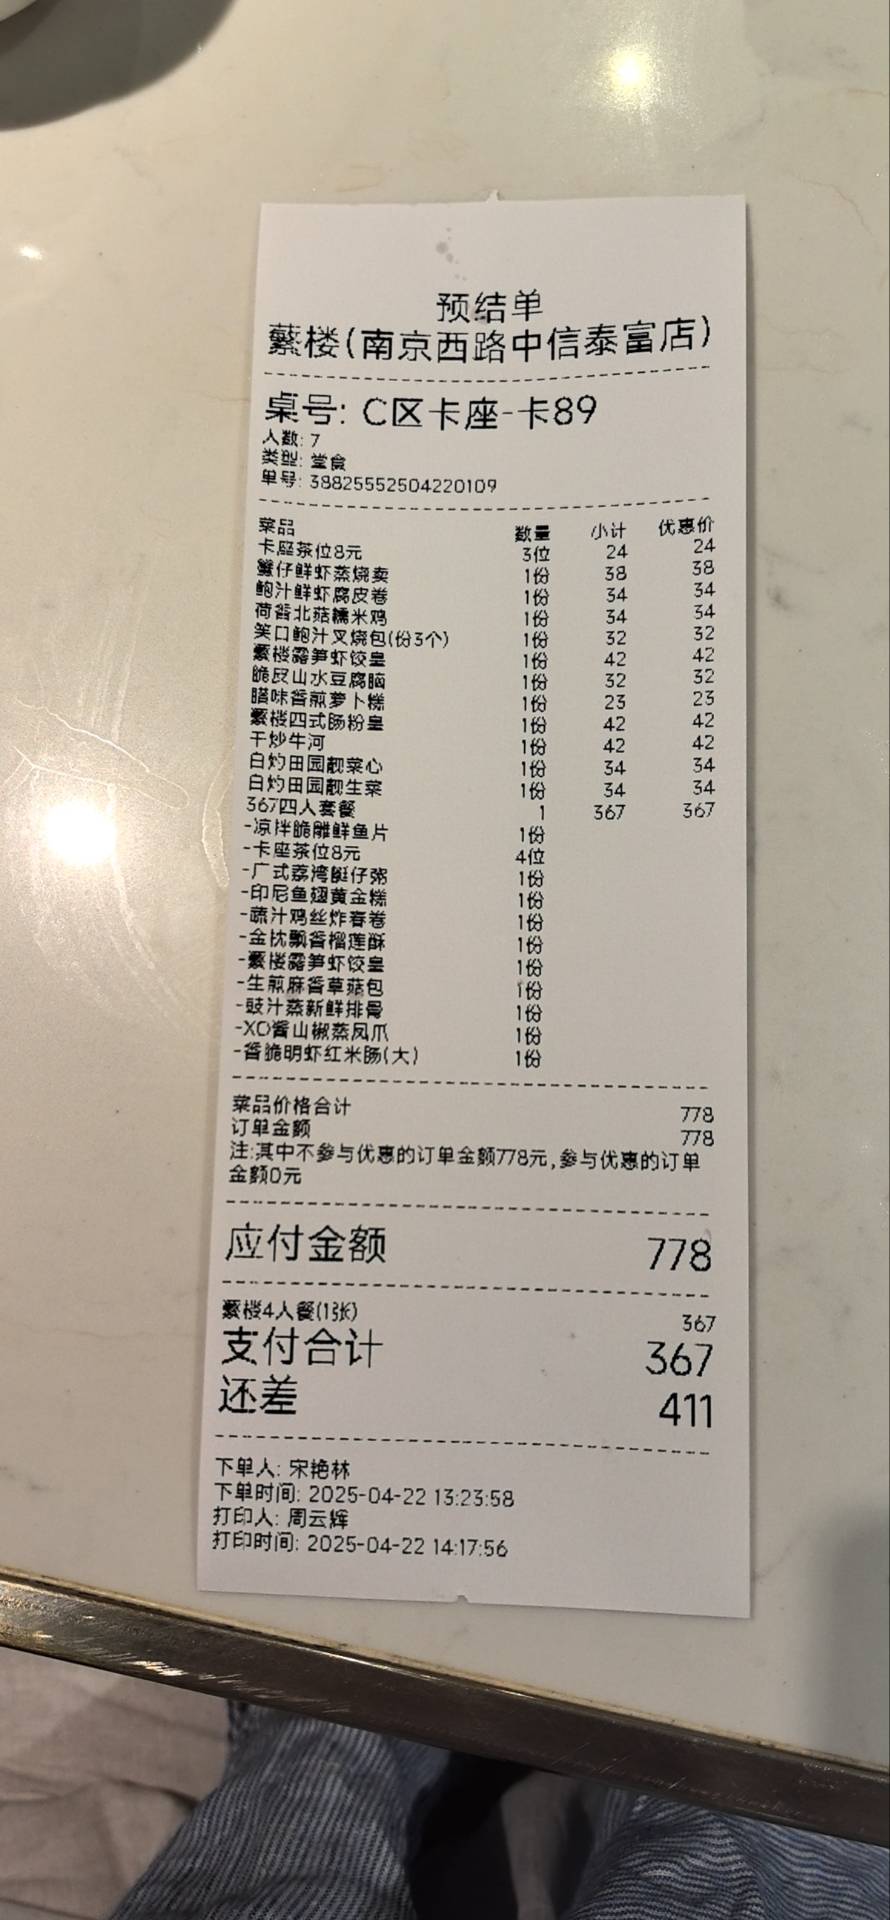 预结单
蘩楼(南京西路中信泰富店)
桌号: C区卡座-卡89
人数: 7
类型: 堂食
单号: 38825552504220109
菜品 数量 小计 优惠价
卡座茶位8元 3位 24 24
蟹仔鲜虾蒸烧卖 1份 38 38
鲍汁鲜虾腐皮卷 1份 34 34
荷香北菇糯米鸡 1份 34 34
笑口鲍汁叉烧包(份3个) 1份 32 32
蘩楼露笋虾饺皇 1份 42 42
脆皮山水豆腐脑 1份 32 32
腊味香煎萝卜糕 1份 23 23
蘩楼四式肠粉皇 1份 42 42
干炒牛河 1份 42 42
白灼田园靓菜心 1份 34 34
白灼田园靓生菜 1份 34 34
367四人套餐 1 367 367
-凉拌脆雕鲜鱼片 1份
-卡座茶位8元 4位
-广式荔湾艇仔粥 1份
-印尼鱼翅黄金糕 1份
-蔬汁鸡丝炸春卷 1份
-金枕飘香榴莲酥 1份
-蘩楼露笋虾饺皇 1份
-生煎麻香草菇包 1份
-豉汁蒸新鲜排骨 1份
-XO酱山椒蒸凤爪 1份
-香脆明虾红米肠(大) 1份
菜品价格合计 778
订单金额 778
注:其中不参与优惠的订单金额778元,参与优惠的订单
金额0元
应付金额 778
蘩楼4人餐(1张) 367
支付合计 367
还差 411
下单人: 宋艳林
下单时间: 2025-04-22 13:23:58
打印人: 周云辉
打印时间: 2025-04-22 14:17:56